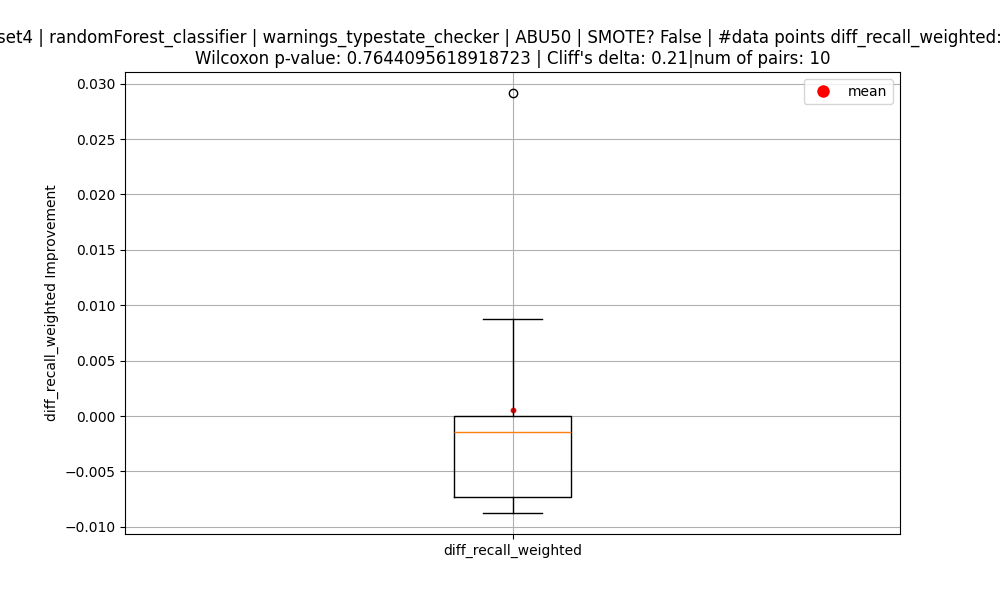 set4 | randomForest_classifier | warnings_typestate_checker | ABU50 | SMOTE? False | #data points diff_recall_weighted:
Wilcoxon p-value: 0.7644095618918723 | Cliff's delta: 0.21|num of pairs: 10
mean
0.030
0.025
0.020
0.015
0.010
0.005
0.000
−0.005
−0.010
diff_recall_weighted Improvement
diff_recall_weighted